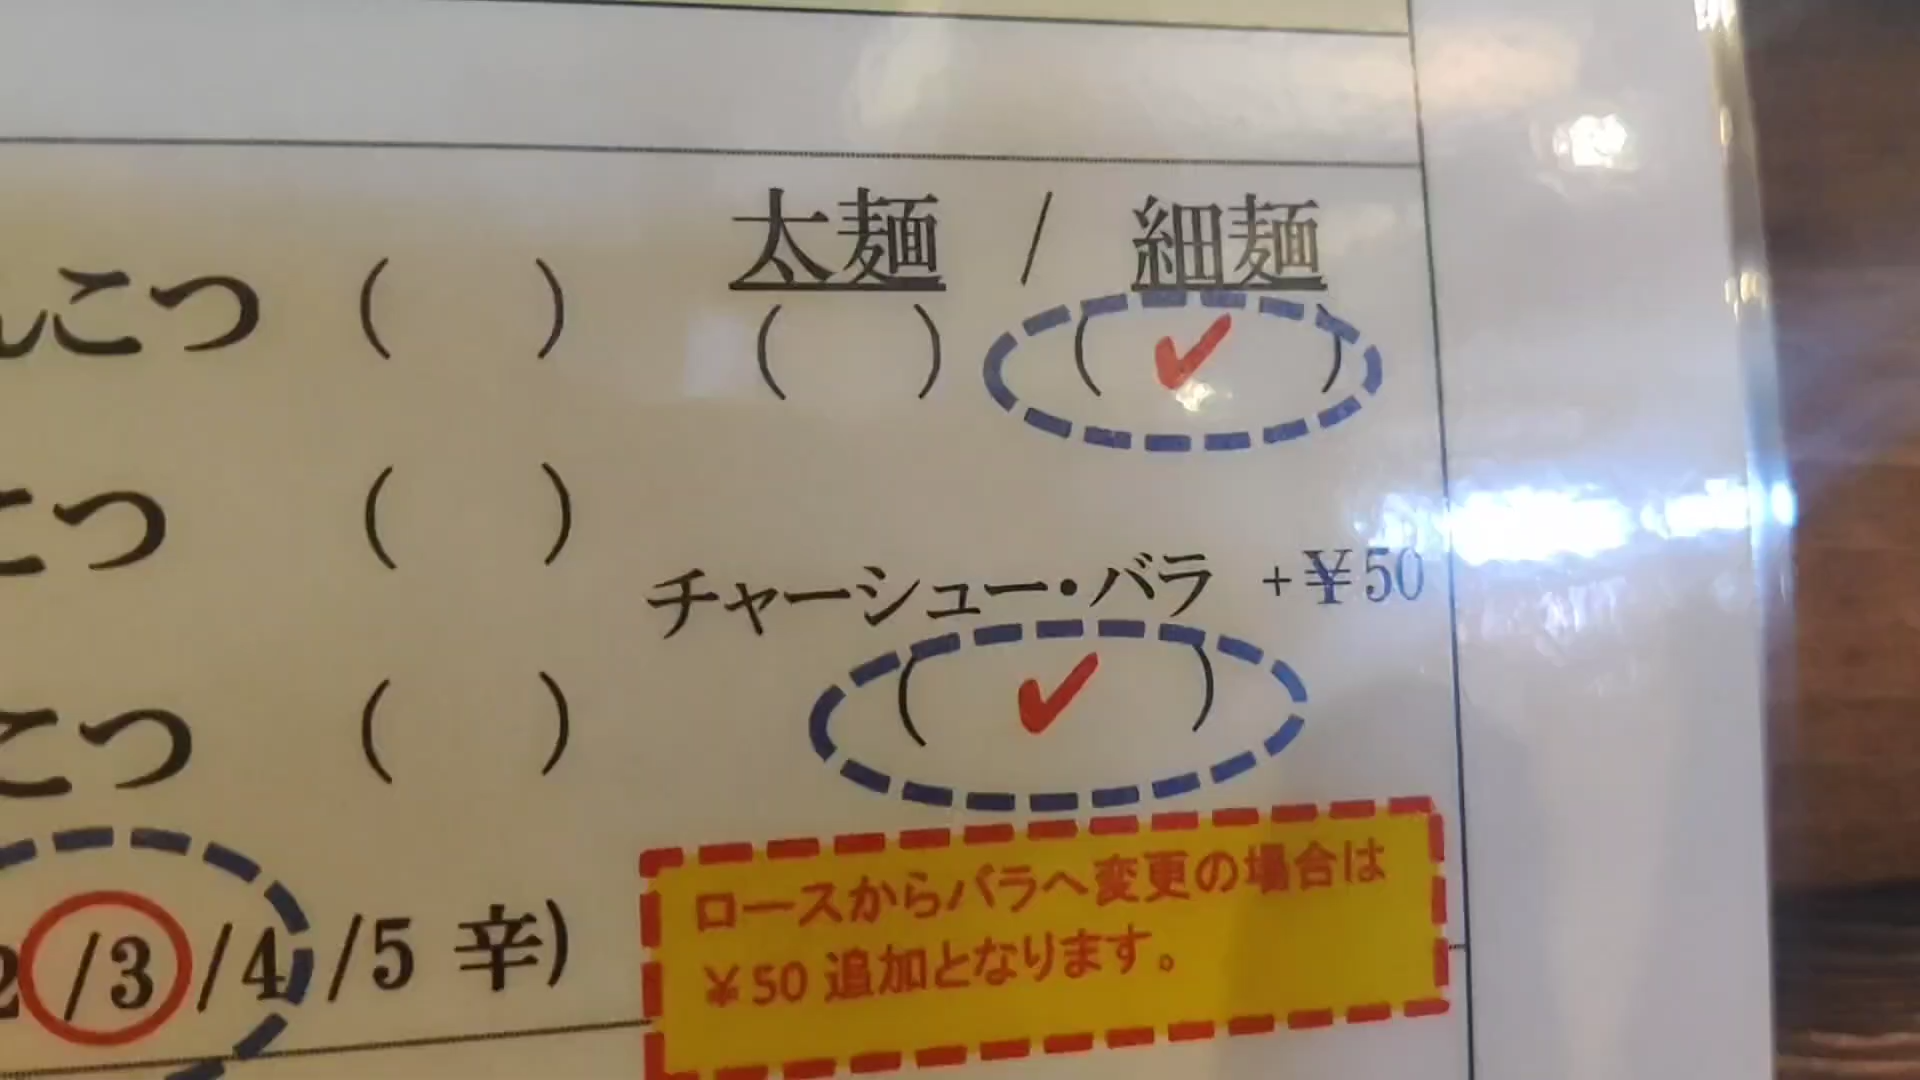 太麺 / 細麺
んこつ ( ) ( ) (✓)
こつ ( )
チャーシュー・バラ +¥50
こつ ( ) (✓)
2/3/4/5 辛)
ロースからバラへ変更の場合は
¥50 追加となります。